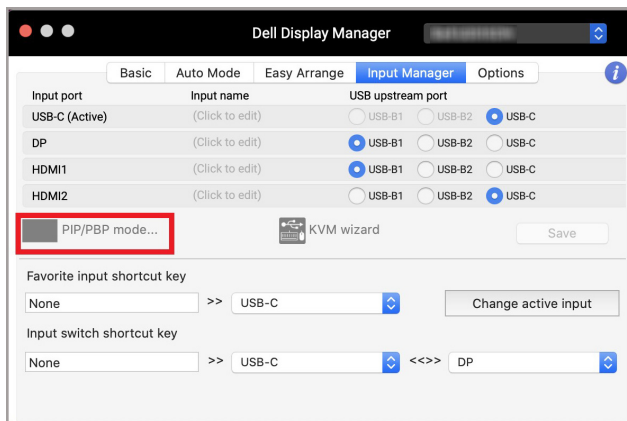 Dell Display Manager
Basic Auto Mode Easy Arrange Input Manager Options i
Input port Input name USB upstream port
USB-C (Active) (Click to edit) USB-B1 USB-B2 USB-C
DP (Click to edit) USB-B1 USB-B2 USB-C
HDMI1 (Click to edit) USB-B1 USB-B2 USB-C
HDMI2 (Click to edit) USB-B1 USB-B2 USB-C
PIP/PBP mode... KVM wizard Save
Favorite input shortcut key
None >> USB-C Change active input
Input switch shortcut key
None >> USB-C <<>> DP